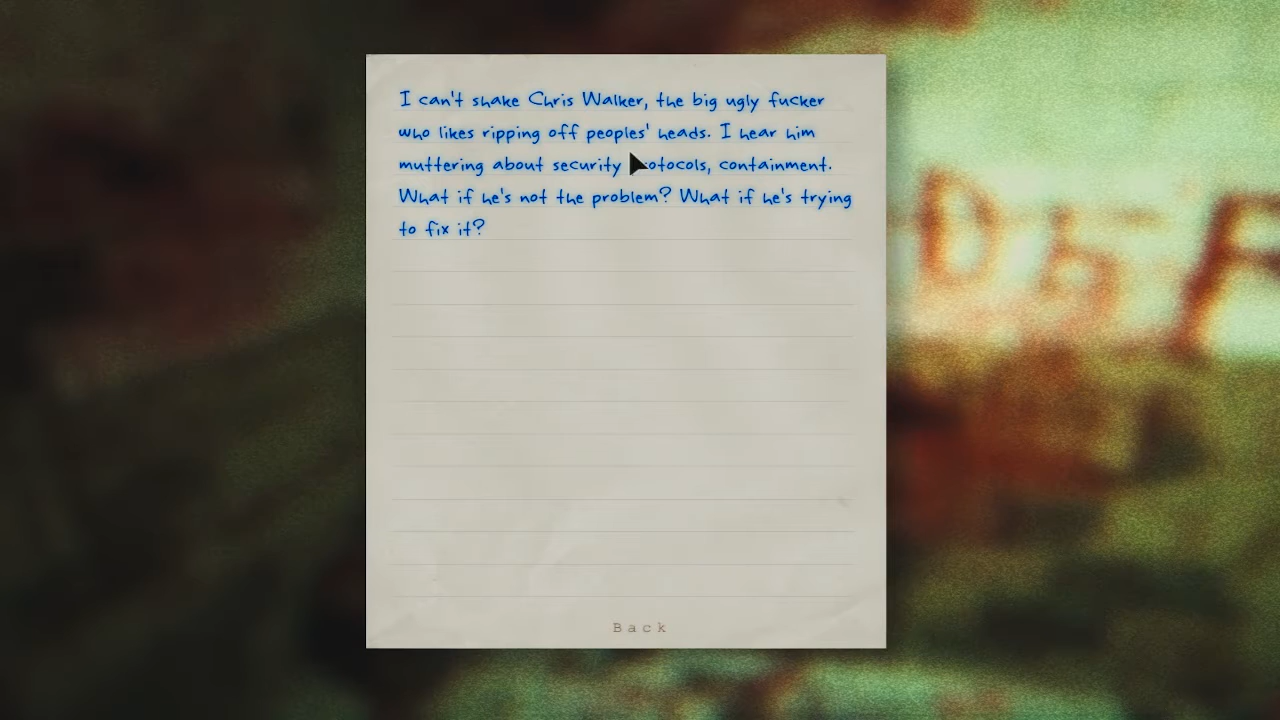 I can't shake Chris Walker, the big ugly fucker
who likes ripping off peoples' heads. I hear him
muttering about security containment.
What if he's not the problem? What if he's trying
to fix it?
Back